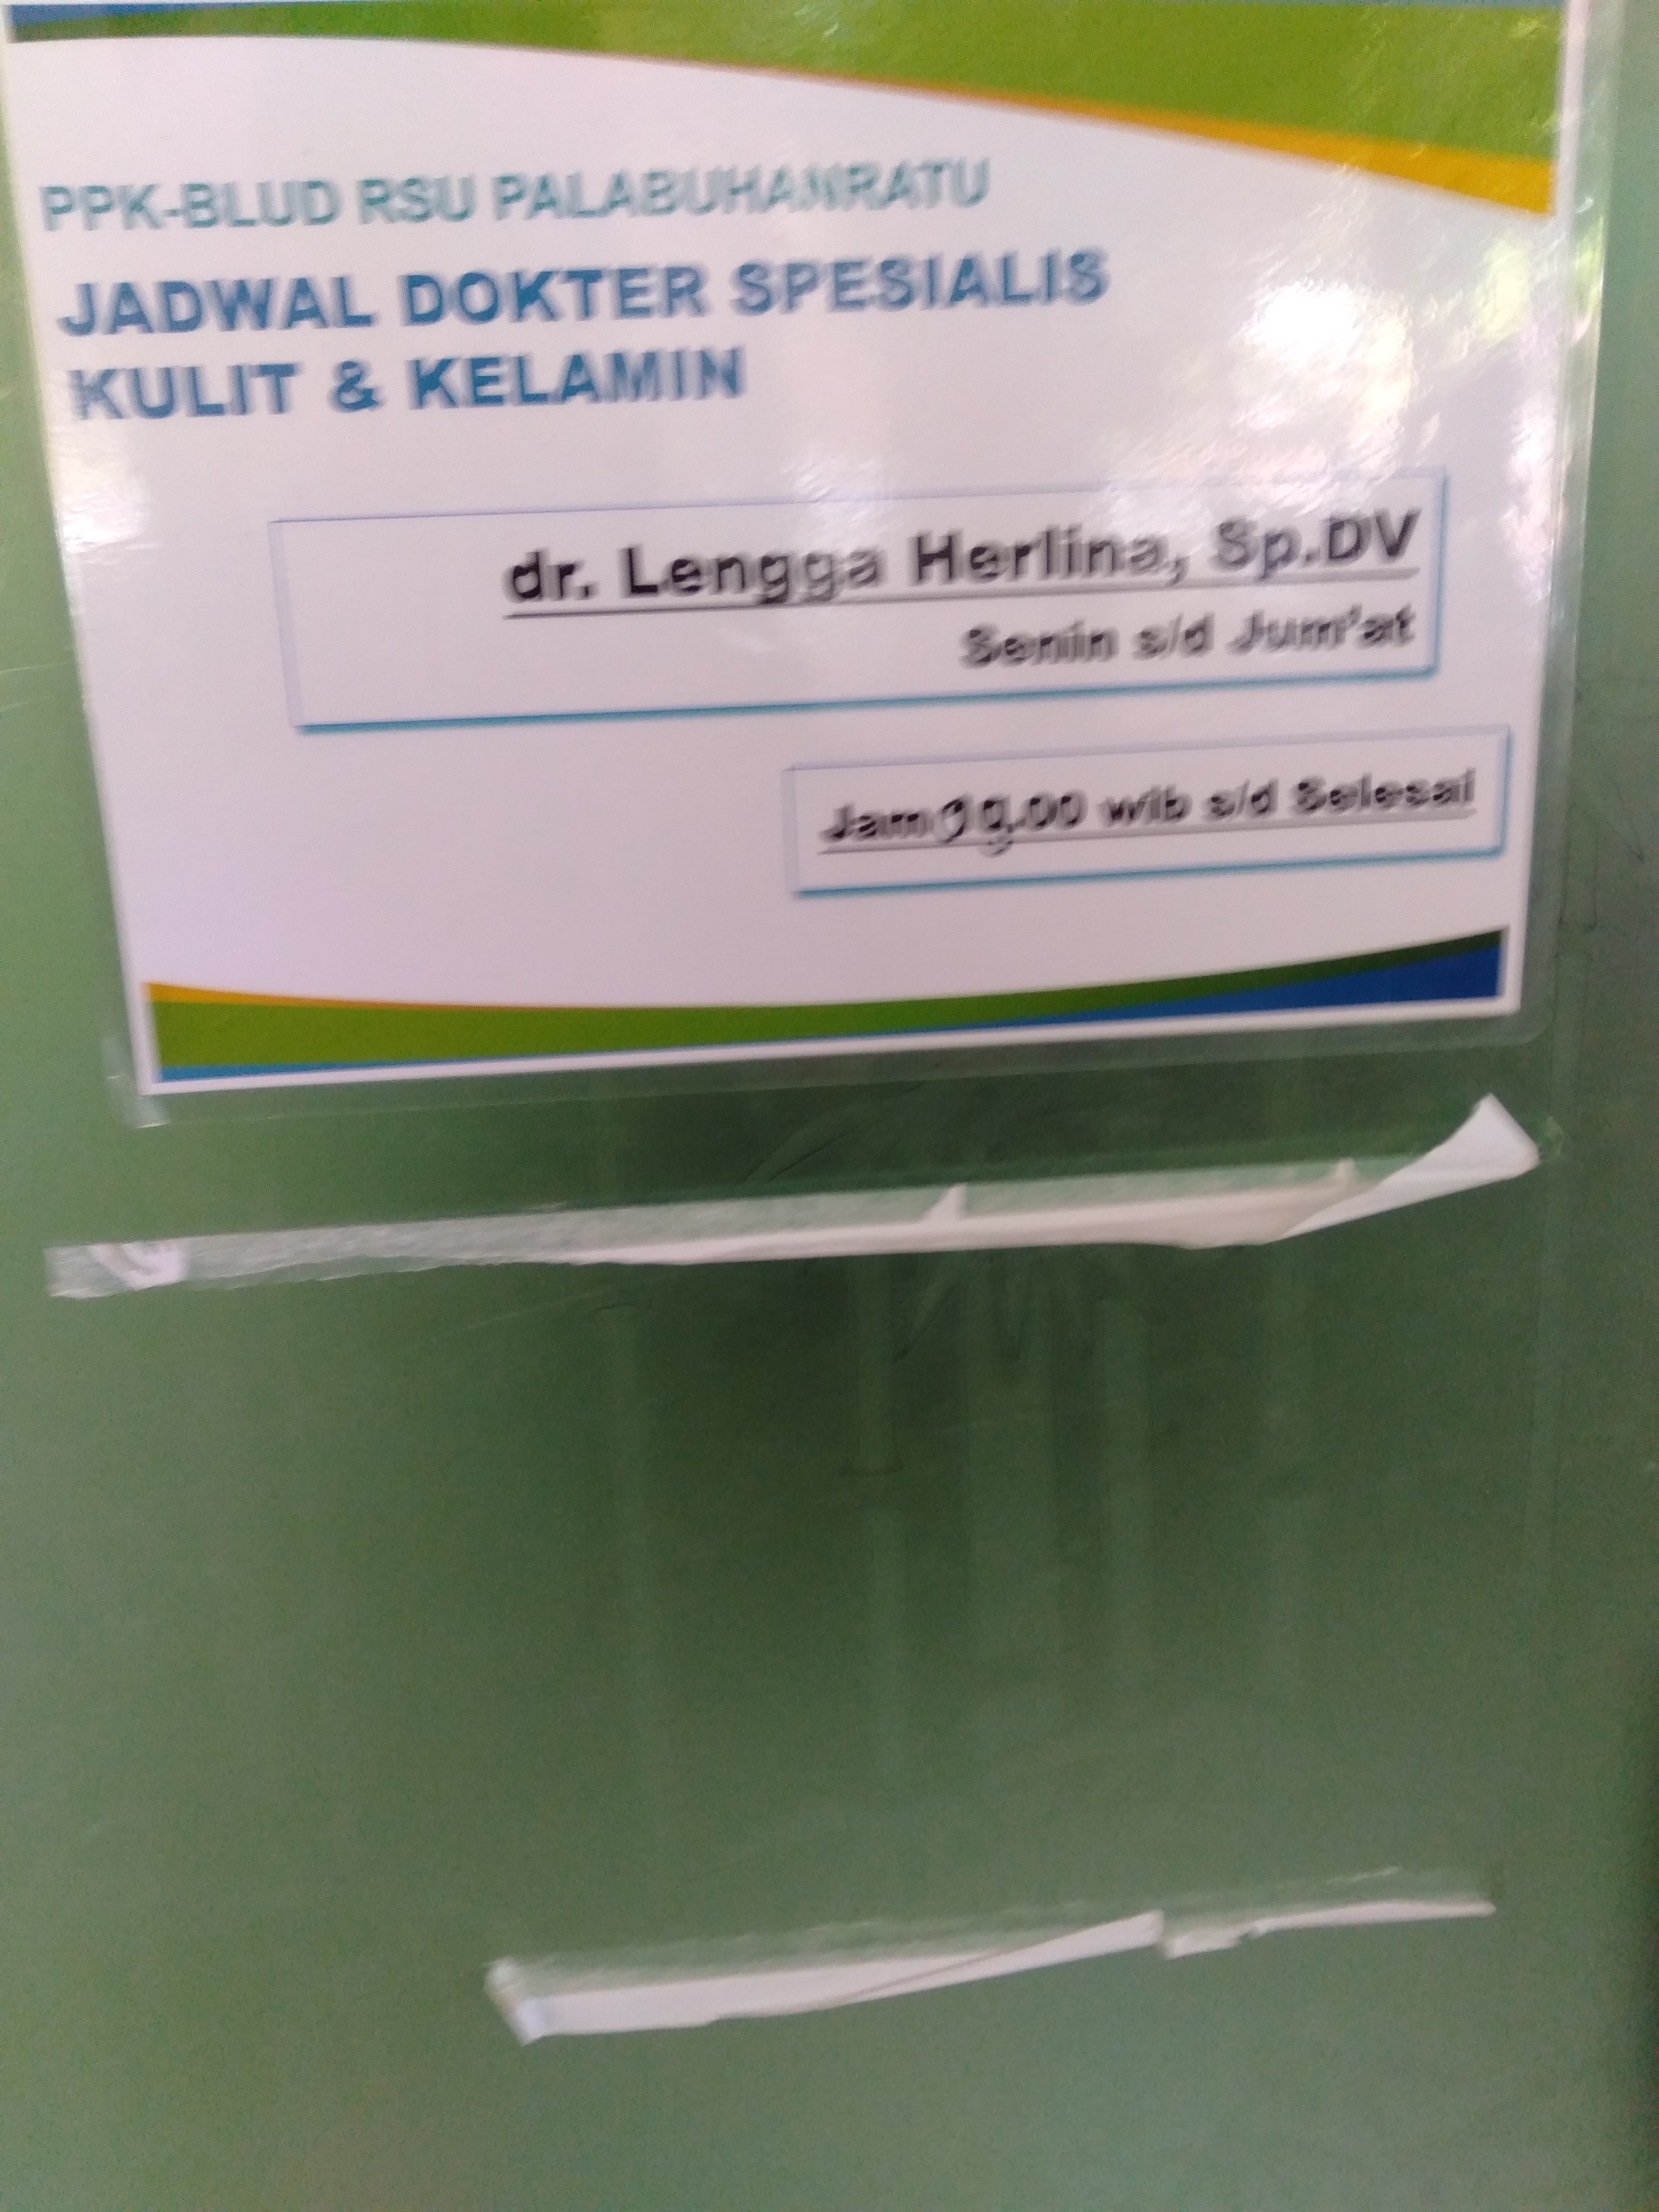 PPK-BLUD RSU PALABUHANRATU
JADWAL DOKTER SPESIALIS
KULIT & KELAMIN
dr. Lengga Herlina, Sp.DV
Senin s/d Jum'at
Jam wib s/d Selesai